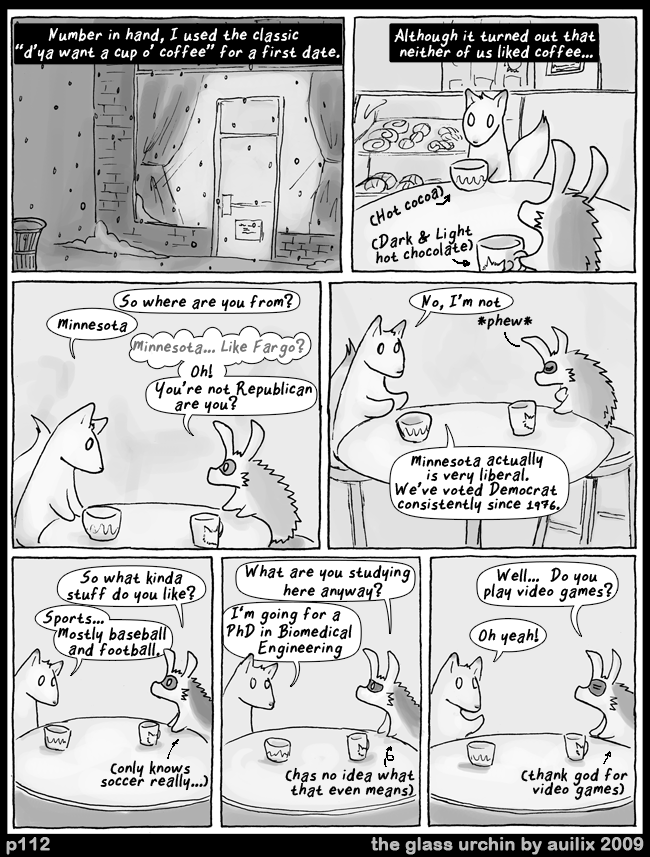 Number in hand, I used the classic
"d'ya want a cup o' coffee" for a first date.
Although it turned out that
neither of us liked coffee...
(Hot cocoa)
(Dark & Light
hot chocolate)
So where are you from?
Minnesota
Minnesota... Like Fargo?
Oh!
You're not Republican
are you?
No, I'm not
*phew*
Minnesota actually
is very liberal.
We've voted Democrat
consistently since 1976.
So what kinda
stuff do you like?
Sports...
Mostly baseball
and football.
(only knows
soccer really...)
What are you studying
here anyway?
I'm going for a
PhD in Biomedical
Engineering
(has no idea what
that even means)
Well... Do you
play video games?
Oh yeah!
(thank god for
video games)
p112
the glass urchin by auilix 2009